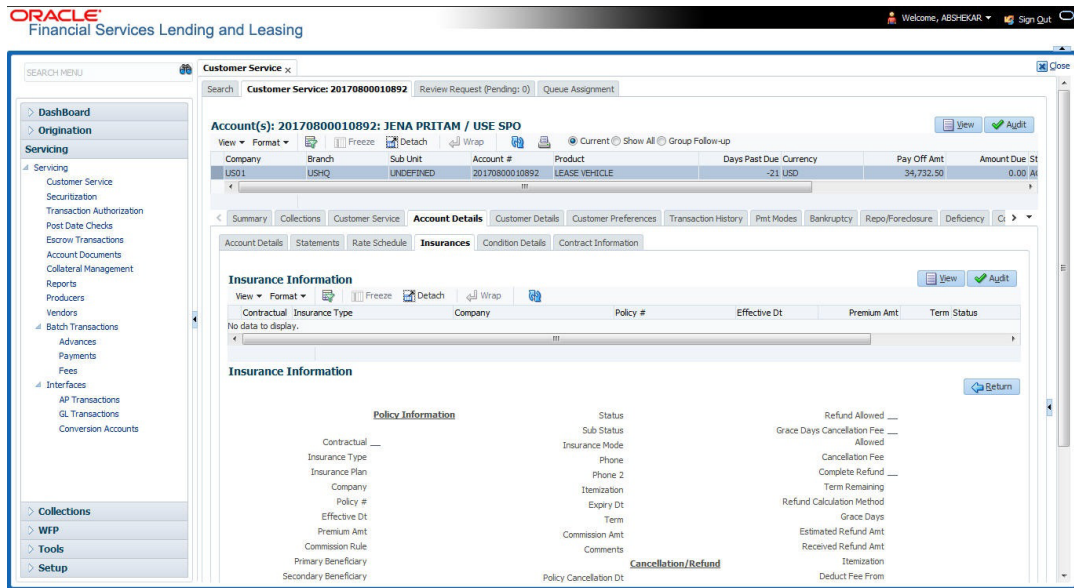 ORACLE
Financial Services Lending and Leasing
Welcome, ABSHEKAR
Sign Out
SEARCH MENU
Customer Service
Close
Search
Customer Service: 20170800010892
Review Request (Pending: 0)
Queue Assignment
DashBoard
Origination
Servicing
Servicing
Customer Service
Securitization
Transaction Authorization
Post Date Checks
Escrow Transactions
Account Documents
Collateral Management
Reports
Producers
Vendors
Batch Transactions
Advances
Payments
Fees
Interfaces
AP Transactions
GL Transactions
Conversion Accounts
Collections
WFP
Tools
Setup
Account(s): 20170800010892: JENA PRITAM / USE SPO
View
Audit
View Format Freeze Detach Wrap Current Show All Group Follow-up
Company Branch Sub Unit Account # Product Days Past Due Currency Pay Off Amt Amount Due St
US01 USHQ UNDEFINED 20170800010892 LEASE VEHICLE -21 USD 34,732.50 0.00
Summary Collections Customer Service Account Details Customer Details Customer Preferences Transaction History Pmt Modes Bankruptcy Repo/Foreclosure Deficiency
Account Details Statements Rate Schedule Insurances Condition Details Contract Information
Insurance Information
View
Audit
View Format Freeze Detach Wrap
Contractual Insurance Type Company Policy # Effective Dt Premium Amt Term Status
No data to display.
Insurance Information
Return
Policy Information
Contractual
Insurance Type
Insurance Plan
Company
Policy #
Effective Dt
Premium Amt
Commission Rule
Primary Beneficiary
Secondary Beneficiary
Status
Sub Status
Insurance Mode
Phone
Phone 2
Itemization
Expiry Dt
Term
Commission Amt
Comments
Cancellation/Refund
Policy Cancellation Dt
Refund Allowed
Grace Days Cancellation Fee
Allowed
Cancellation Fee
Complete Refund
Term Remaining
Refund Calculation Method
Grace Days
Estimated Refund Amt
Received Refund Amt
Itemization
Deduct Fee From